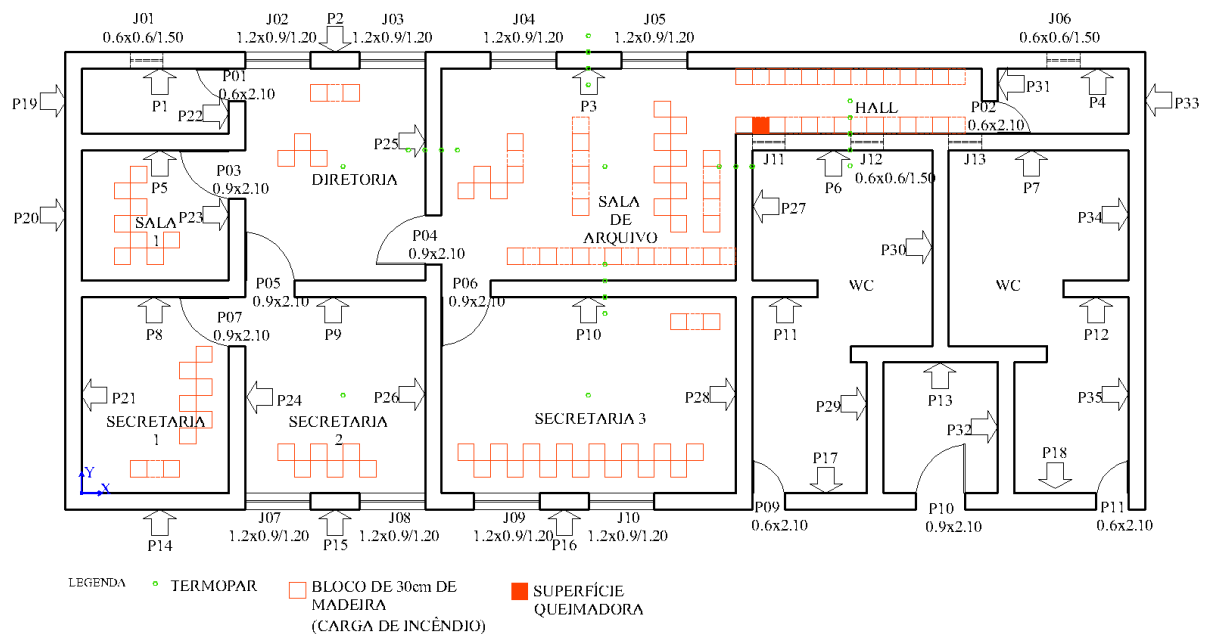 J01
0.6x0.6/1.50
J02
1.2x0.9/1.20
P2
J03
1.2x0.9/1.20
J04
1.2x0.9/1.20
J05
1.2x0.9/1.20
J06
0.6x0.6/1.50
P19
P1
P01
0.6x2.10
P22
P3
HALL
P02
0.6x2.10
P31
P4
P33
P25
P5
P03
0.9x2.10
DIRETORIA
J11
P6
J12
0.6x0.6/1.50
J13
P7
P20
SALA
1
P23
P04
0.9x2.10
SALA
DE
ARQUIVO
P27
P30
P34
P05
0.9x2.10
P06
0.9x2.10
WC
WC
P8
P07
0.9x2.10
P9
P10
P11
P12
P21
SECRETARIA
1
P24
SECRETARIA
2
P26
SECRETARIA 3
P28
P29
P13
P32
P35
Y
X
P17
P18
P14
J07
1.2x0.9/1.20
P15
J08
1.2x0.9/1.20
J09
1.2x0.9/1.20
P16
J10
1.2x0.9/1.20
P09
0.6x2.10
P10
0.9x2.10
P11
0.6x2.10
LEGENDA
TERMOPAR
BLOCO DE 30cm DE
MADEIRA
(CARGA DE INCÊNDIO)
SUPERFÍCIE
QUEIMADORA